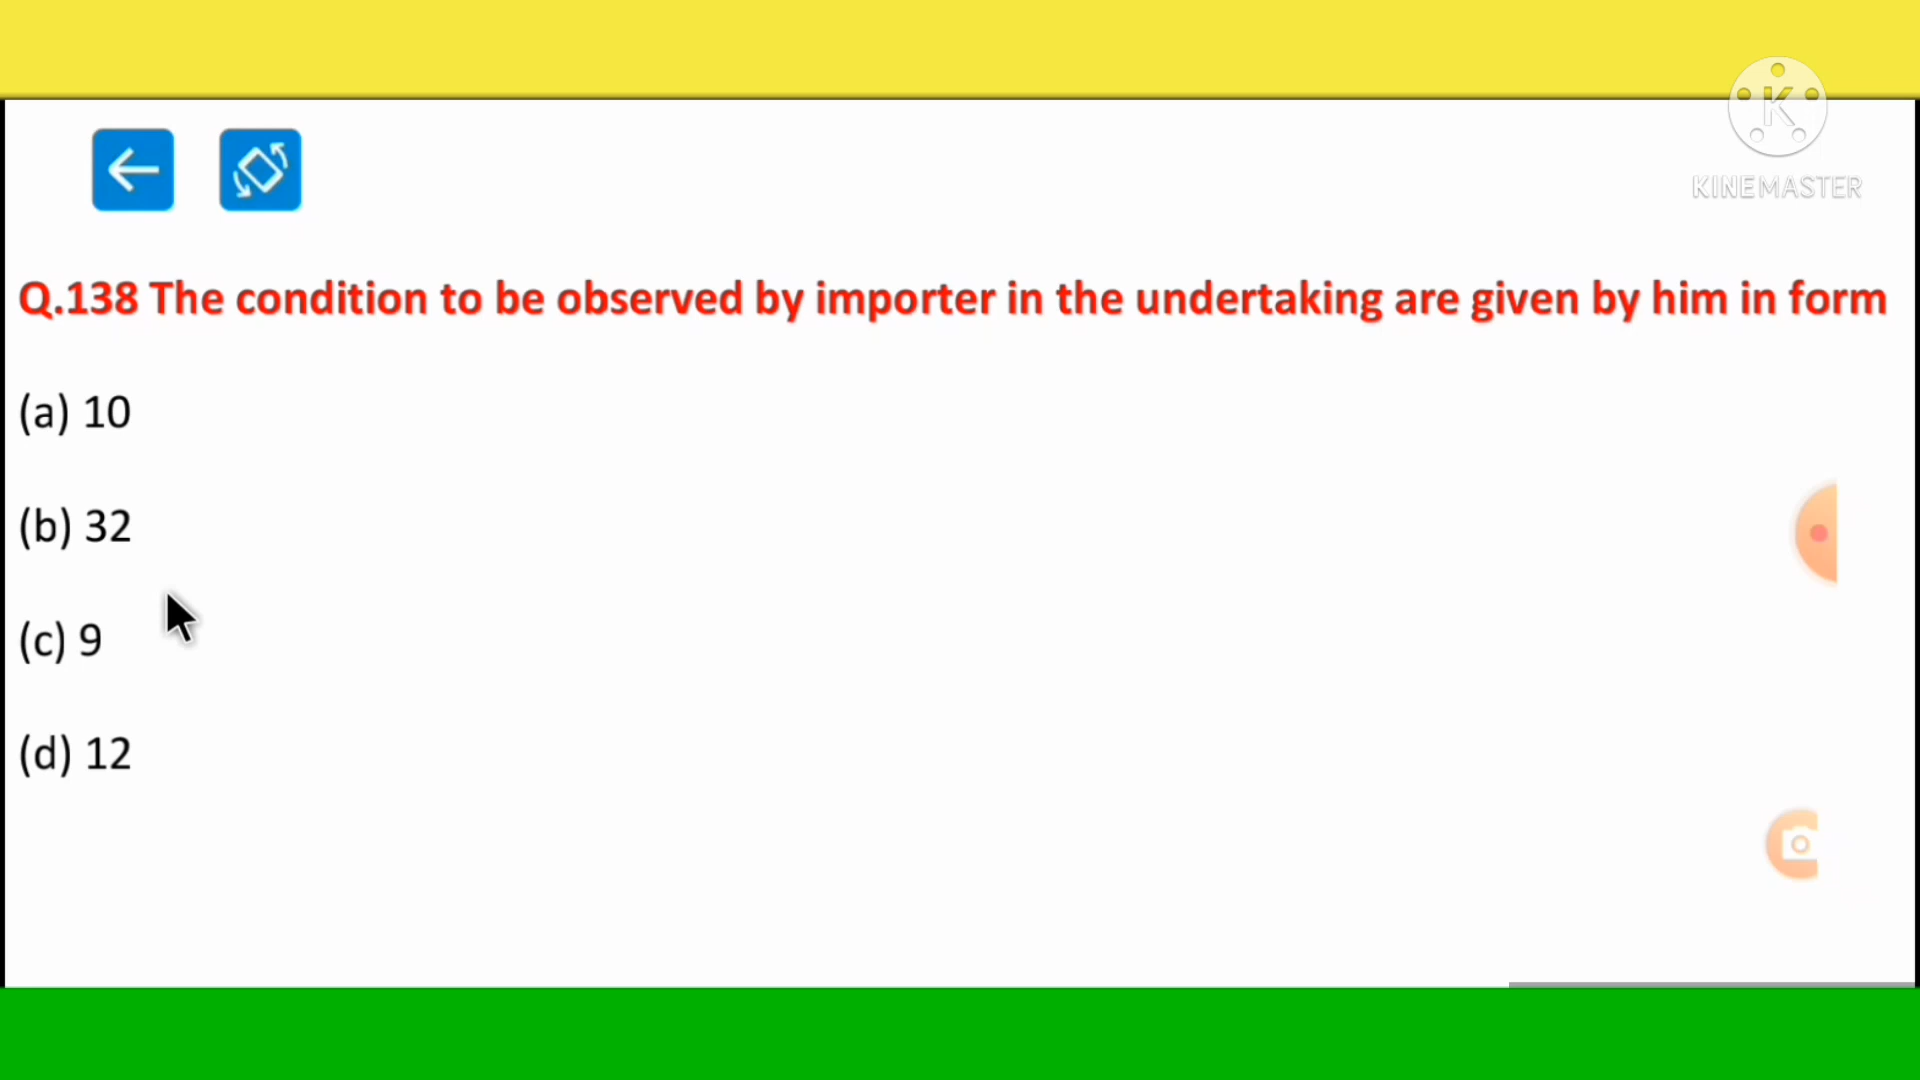 K
KINEMASTER
Q.138 The condition to be observed by importer in the undertaking are given by him in form
(a) 10
(b) 32
(c) 9
(d) 12